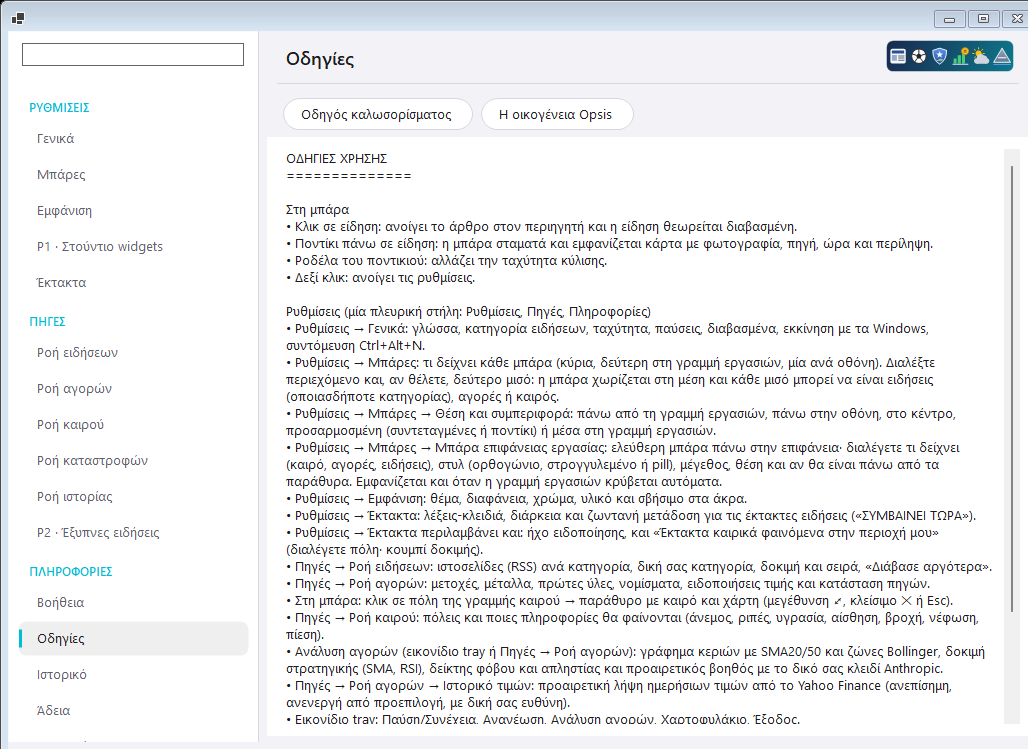 Οδηγίες
ΡΥΘΜΙΣΕΙΣ
Γενικά
Μπάρες
Εμφάνιση
P1 · Στούντιο widgets
Έκτακτα
ΠΗΓΕΣ
Ροή ειδήσεων
Ροή αγορών
Ροή καιρού
Ροή καταστροφών
Ροή ιστορίας
P2 · Έξυπνες ειδήσεις
ΠΛΗΡΟΦΟΡΙΕΣ
Βοήθεια
Οδηγίες
Ιστορικό
Άδεια
Οδηγός καλωσορίσματος
Η οικογένεια Opsis
ΟΔΗΓΙΕΣ ΧΡΗΣΗΣ
==============
Στη μπάρα
• Κλικ σε είδηση: ανοίγει το άρθρο στον περιηγητή και η είδηση θεωρείται διαβασμένη.
• Ποντίκι πάνω σε είδηση: η μπάρα σταματά και εμφανίζεται κάρτα με φωτογραφία, πηγή, ώρα και περίληψη.
• Ροδέλα του ποντικιού: αλλάζει την ταχύτητα κύλισης.
• Δεξί κλικ: ανοίγει τις ρυθμίσεις.
Ρυθμίσεις (μία πλευρική στήλη: Ρυθμίσεις, Πηγές, Πληροφορίες)
• Ρυθμίσεις → Γενικά: γλώσσα, κατηγορία ειδήσεων, ταχύτητα, παύσεις, διαβασμένα, εκκίνηση με τα Windows,
συντόμευση Ctrl+Alt+N.
• Ρυθμίσεις → Μπάρες: τι δείχνει κάθε μπάρα (κύρια, δεύτερη στη γραμμή εργασιών, μία ανά οθόνη). Διαλέξτε
περιεχόμενο και, αν θέλετε, δεύτερο μισό: η μπάρα χωρίζεται στη μέση και κάθε μισό μπορεί να είναι ειδήσεις
(οποιασδήποτε κατηγορίας), αγορές ή καιρός.
• Ρυθμίσεις → Μπάρες → Θέση και συμπεριφορά: πάνω από τη γραμμή εργασιών, πάνω στην οθόνη, στο κέντρο,
προσαρμοσμένη (συντεταγμένες ή ποντίκι) ή μέσα στη γραμμή εργασιών.
• Ρυθμίσεις → Μπάρες → Μπάρα επιφάνειας εργασίας: ελεύθερη μπάρα πάνω στην επιφάνεια· διαλέγετε τι δείχνει
(καιρό, αγορές, ειδήσεις), στυλ (ορθογώνιο, στρογγυλεμένο ή pill), μέγεθος, θέση και αν θα είναι πάνω από τα
παράθυρα. Εμφανίζεται και όταν η γραμμή εργασιών κρύβεται αυτόματα.
• Ρυθμίσεις → Εμφάνιση: θέμα, διαφάνεια, χρώμα, υλικό και σβήσιμο στα άκρα.
• Ρυθμίσεις → Έκτακτα: λέξεις-κλειδιά, διάρκεια και ζωντανή μετάδοση για τις έκτακτες ειδήσεις («ΣΥΜΒΑΙΝΕΙ ΤΩΡΑ»).
• Ρυθμίσεις → Έκτακτα περιλαμβάνει και: ήχο ειδοποίησης, και «Έκτακτα καιρικά φαινόμενα στην περιοχή μου»
(διαλέγετε πόλη· κουμπί δοκιμής).
• Πηγές → Ροή ειδήσεων: ιστοσελίδες (RSS) ανά κατηγορία, δική σας κατηγορία, δοκιμή και σειρά, «Διάβασε αργότερα».
• Πηγές → Ροή αγορών: μετοχές, μέταλλα, πρώτες ύλες, νομίσματα, ειδοποιήσεις τιμής και κατάσταση πηγών.
• Στη μπάρα: κλικ σε πόλη της γραμμής καιρού → παράθυρο με καιρό και χάρτη (μεγέθυνση ⤢, κλείσιμο ✕ ή Esc).
• Πηγές → Ροή καιρού: πόλεις και ποιες πληροφορίες θα φαίνονται (άνεμος, ριπές, υγρασία, αίσθηση, βροχή, νέφωση,
πίεση).
• Ανάλυση αγορών (εικονίδιο tray ή Πηγές → Ροή αγορών): γράφημα κεριών με SMA20/50 και ζώνες Bollinger, δοκιμή
στρατηγικής (SMA, RSI), δείκτης φόβου και απληστίας και προαιρετικός βοηθός με το δικό σας κλειδί Anthropic.
• Πηγές → Ροή αγορών → Ιστορικό τιμών: προαιρετική λήψη ημερήσιων τιμών από το Yahoo Finance (ανεπίσημη,
ανενεργή από προεπιλογή, με δική σας ευθύνη).
• Εικονίδιο tray: Παύση/Συνέχεια, Ανανέωση, Ανάλυση αγορών, Χαρτοφυλάκιο, Έξοδος.